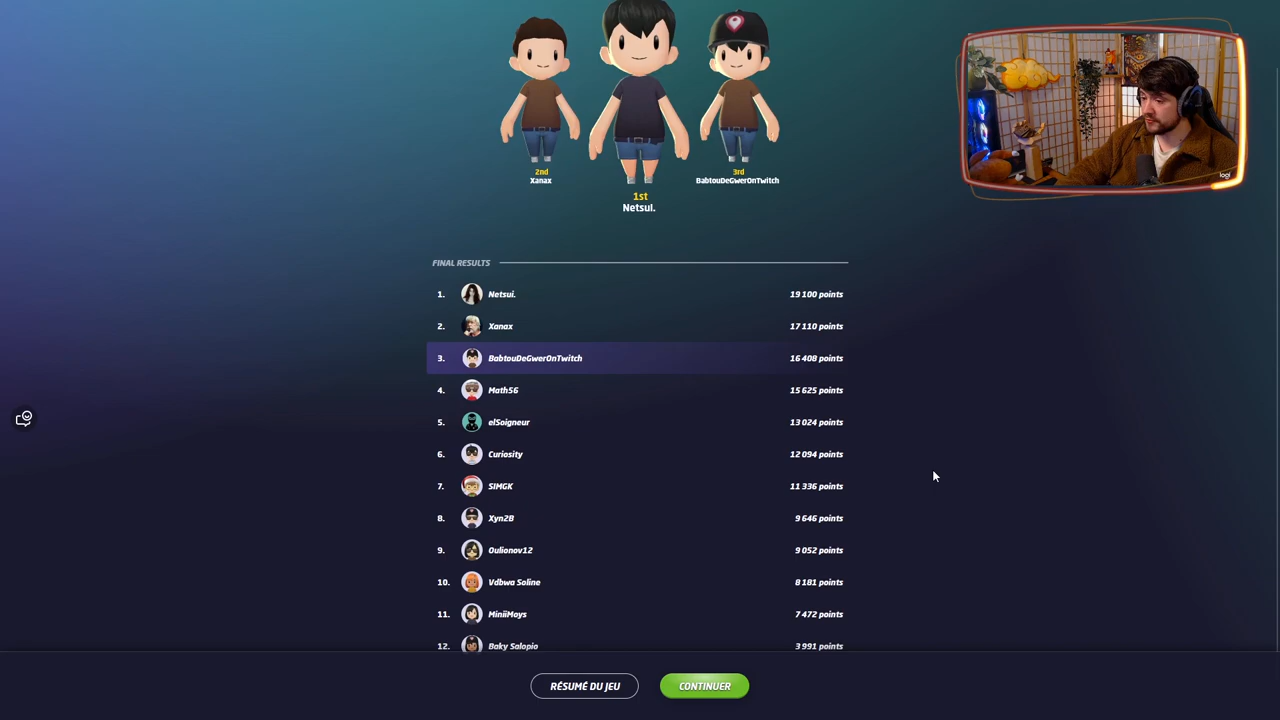 2nd
Xanax
3rd
BabtouDeGwerOnTwitch
1st
Netsui.
logi
FINAL RESULTS
1. Netsui. 19 100 points
2. Xanax 17 110 points
3. BabtouDeGwerOnTwitch 16 408 points
4. Math56 15 625 points
5. elSoigneur 13 024 points
6. Curiosity 12 094 points
7. SIMGK 11 336 points
8. Xyn2B 9 646 points
9. Oulionov12 9 052 points
10. Vdbwa Soline 8 181 points
11. MiniiMoys 7 472 points
12. Baky Salopio 3 991 points
RÉSUMÉ DU JEU
CONTINUER